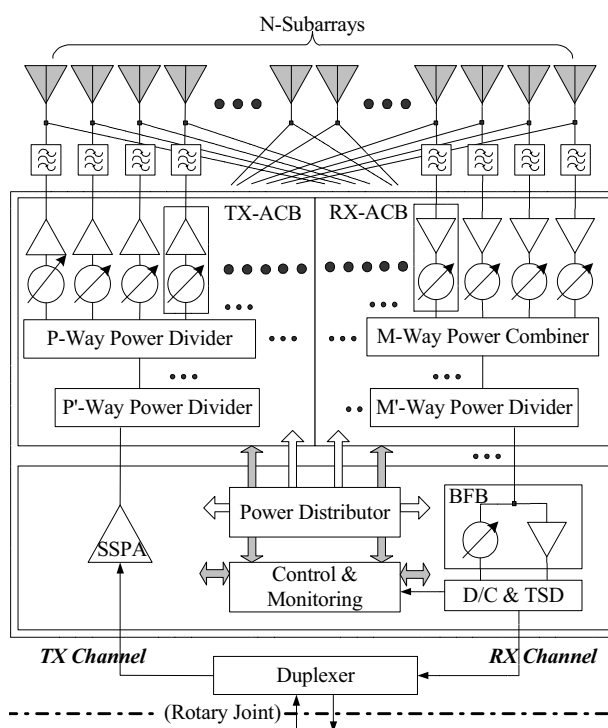 N-Subarrays
TX-ACB
RX-ACB
P-Way Power Divider
M-Way Power Combiner
P'-Way Power Divider
M'-Way Power Divider
BFB
Power Distributor
SSPA
Control &
Monitoring
D/C & TSD
TX Channel
RX Channel
Duplexer
(Rotary Joint)